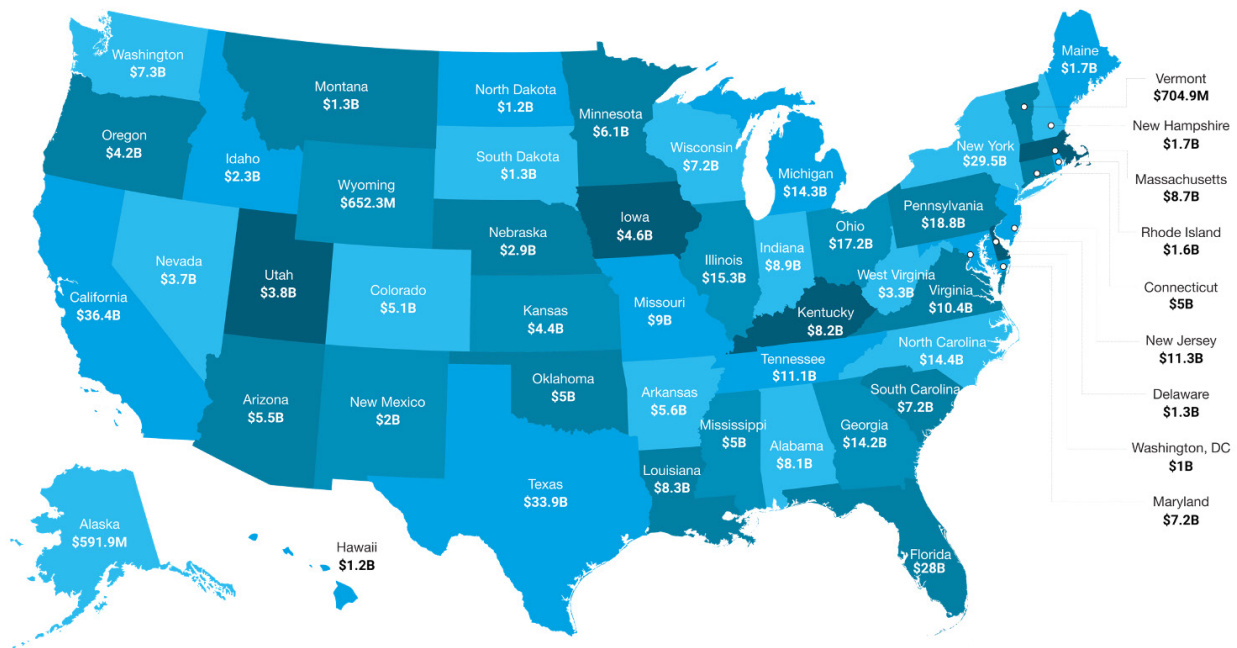 Washington
$7.3B
Oregon
$4.2B
California
$36.4B
Nevada
$3.7B
Idaho
$2.3B
Montana
$1.3B
Wyoming
$652.3M
Utah
$3.8B
Colorado
$5.1B
Arizona
$5.5B
New Mexico
$2B
North Dakota
$1.2B
South Dakota
$1.3B
Nebraska
$2.9B
Kansas
$4.4B
Oklahoma
$5B
Texas
$33.9B
Minnesota
$6.1B
Iowa
$4.6B
Missouri
$9B
Arkansas
$5.6B
Louisiana
$8.3B
Wisconsin
$7.2B
Illinois
$15.3B
Michigan
$14.3B
Indiana
$8.9B
Ohio
$17.2B
Kentucky
$8.2B
Tennessee
$11.1B
Mississippi
$5B
Alabama
$8.1B
Georgia
$14.2B
Florida
$28B
South Carolina
$7.2B
North Carolina
$14.4B
Virginia
$10.4B
West Virginia
$3.3B
Pennsylvania
$18.8B
New York
$29.5B
Maine
$1.7B
Vermont
$704.9M
New Hampshire
$1.7B
Massachusetts
$8.7B
Rhode Island
$1.6B
Connecticut
$5B
New Jersey
$11.3B
Delaware
$1.3B
Washington, DC
$1B
Maryland
$7.2B
Alaska
$591.9M
Hawaii
$1.2B